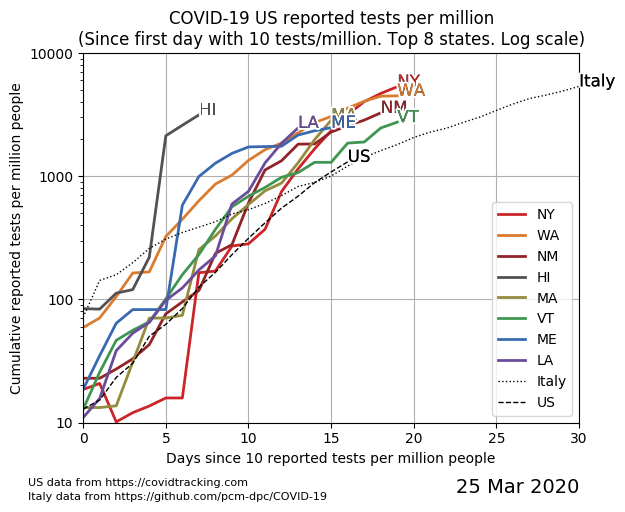 COVID-19 US reported tests per million
(Since first day with 10 tests/million. Top 8 states. Log scale)
Cumulative reported tests per million people
10000
1000
100
10
NY
WA
Italy
HI
NM
MA
ME
LA
VT
US
NY
WA
NM
HI
MA
VT
ME
LA
Italy
US
0 5 10 15 20 25 30
Days since 10 reported tests per million people
US data from https://covidtracking.com
Italy data from https://github.com/pcm-dpc/COVID-19
25 Mar 2020